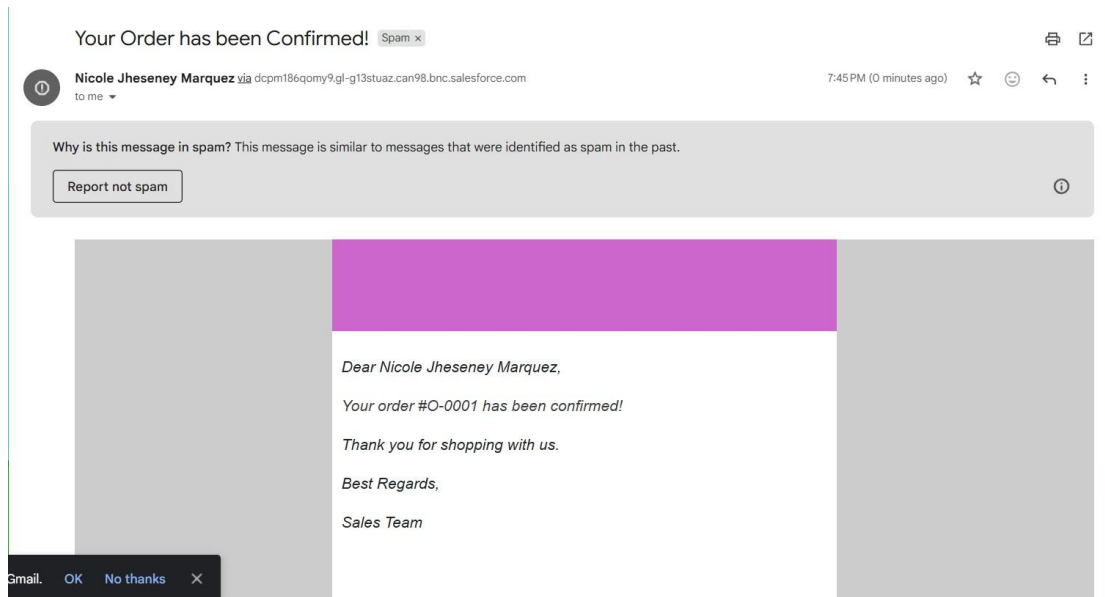 Your Order has been Confirmed! Spam ×
Nicole Jheseney Marquez via dcpm186qomy9.gl-g13stuaz.can98.bnc.salesforce.com 7:45 PM (0 minutes ago)
to me
Why is this message in spam? This message is similar to messages that were identified as spam in the past.
Report not spam
Dear Nicole Jheseney Marquez,
Your order #O-0001 has been confirmed!
Thank you for shopping with us.
Best Regards,
Sales Team
Gmail. OK No thanks ×